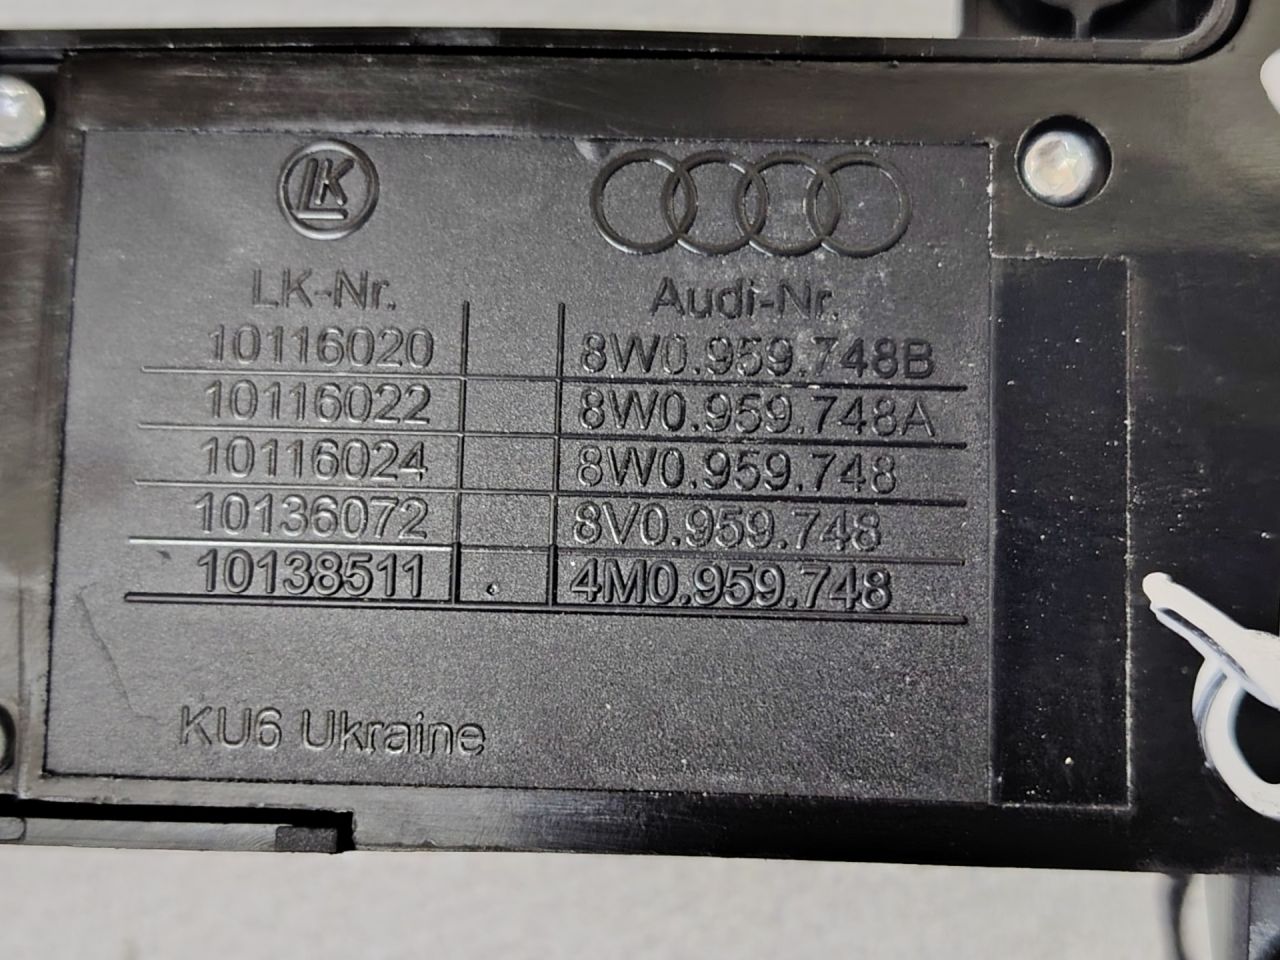 LK
LK-Nr. Audi-Nr.
10116020 8W0.959.748B
10116022 8W0.959.748A
10116024 8W0.959.748
10136072 8V0.959.748
10138511 . 4M0.959.748
KU6 Ukraine